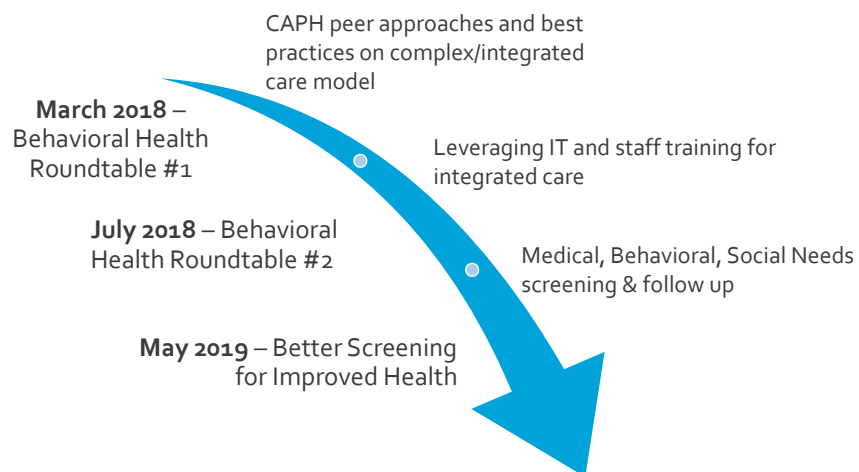 CAPH peer approaches and best
practices on complex/integrated
care model
March 2018 –
Behavioral Health
Roundtable #1
Leveraging IT and staff training for
integrated care
July 2018 – Behavioral
Health Roundtable #2
Medical, Behavioral, Social Needs
screening & follow up
May 2019 – Better Screening
for Improved Health